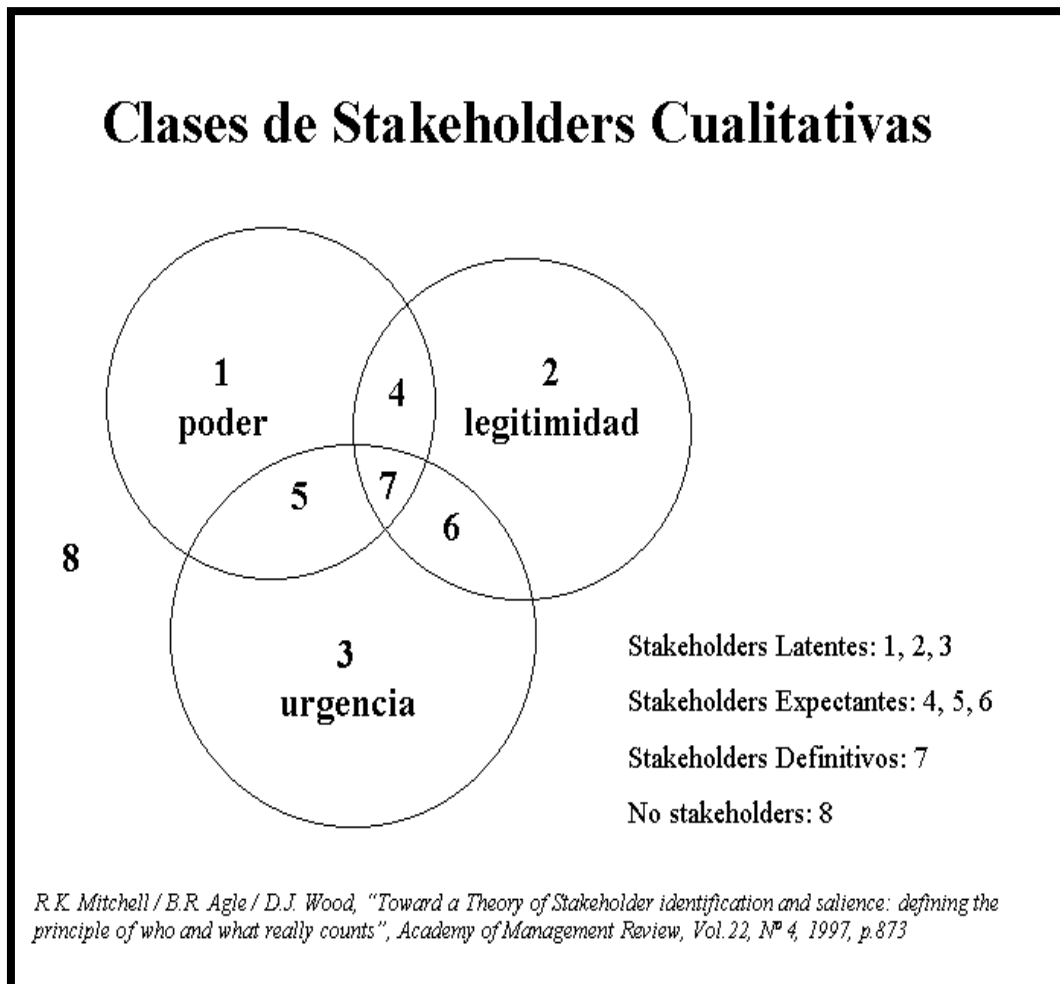 Clases de Stakeholders Cualitativas
1
poder
2
legitimidad
4
5
7
6
8
3
urgencia
Stakeholders Latentes: 1, 2, 3
Stakeholders Expectantes: 4, 5, 6
Stakeholders Definitivos: 7
No stakeholders: 8
R.K. Mitchell / B.R. Agle / D.J. Wood, “Toward a Theory of Stakeholder identification and salience: defining the
principle of who and what really counts”, Academy of Management Review, Vol.22, Nº 4, 1997, p.873